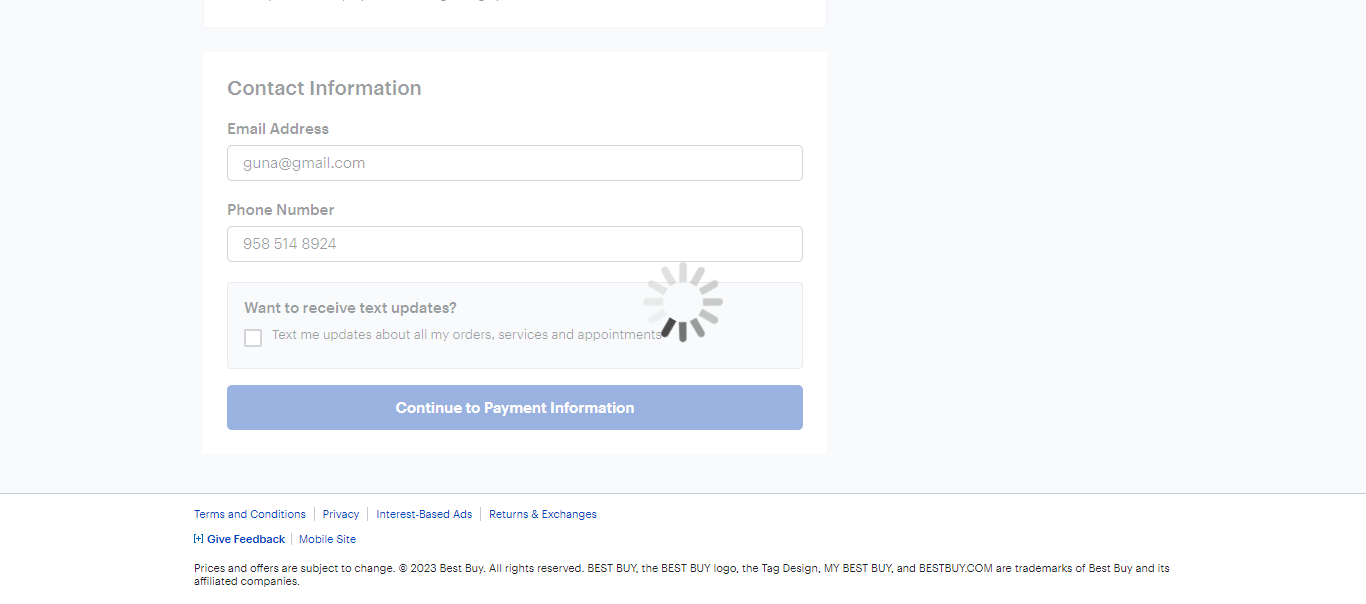 Contact Information
Email Address
guna@gmail.com
Phone Number
958 514 8924
Want to receive text updates?
Text me updates about all my orders, services and appointments
Continue to Payment Information
Terms and Conditions Privacy Interest-Based Ads Returns & Exchanges
[+] Give Feedback Mobile Site
Prices and offers are subject to change. © 2023 Best Buy. All rights reserved. BEST BUY, the BEST BUY logo, the Tag Design, MY BEST BUY, and BESTBUY.COM are trademarks of Best Buy and its
affiliated companies.